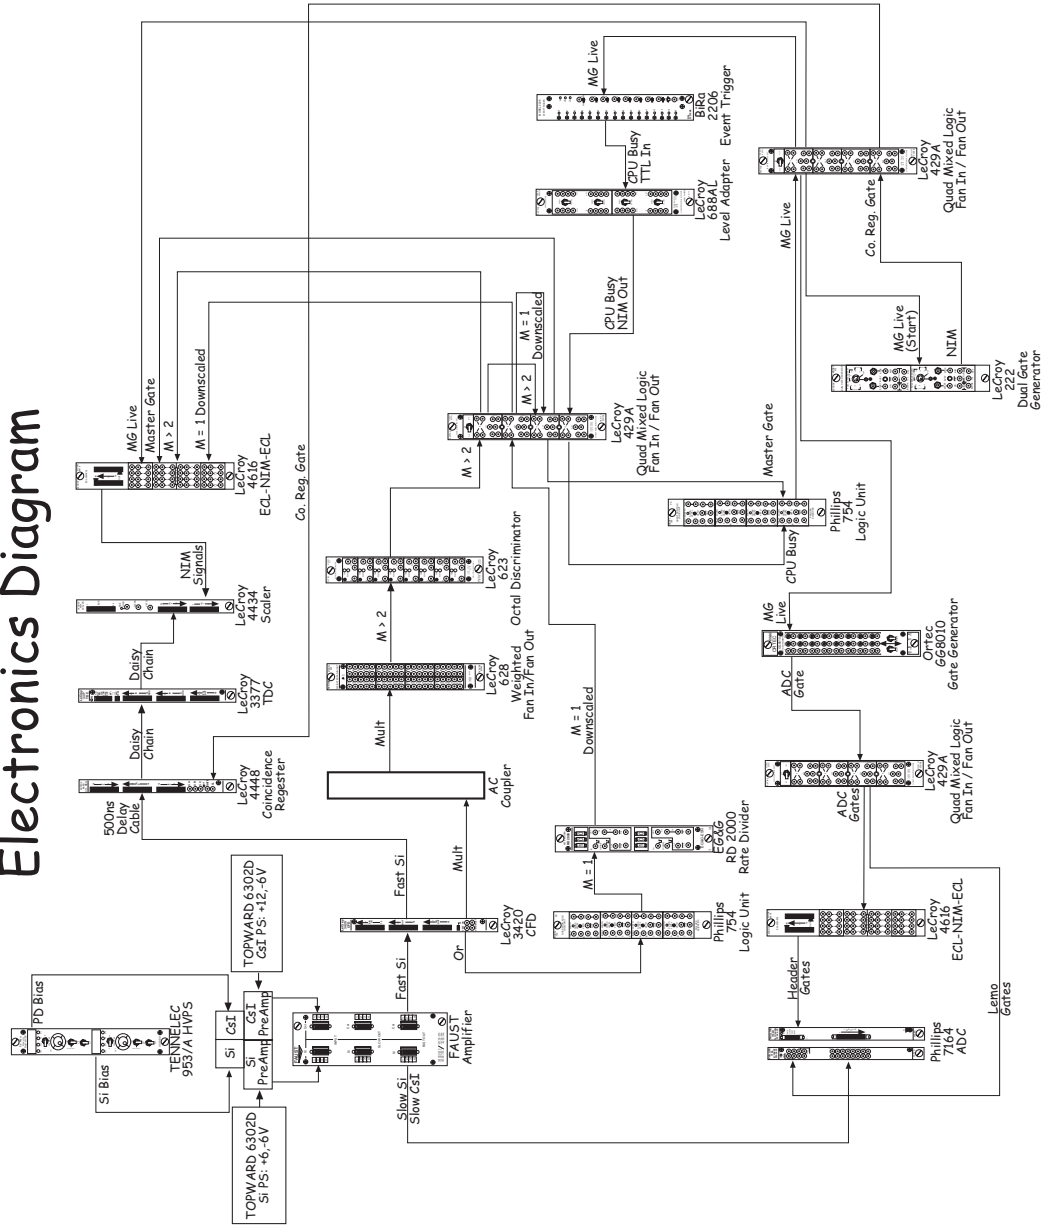 Electronics Diagram
TENNELEC
953/A HVPS
PD Bias
Si Bias
Si
CsI
Si
PreAmp
CsI
PreAmp
TOPWARD 6302D
Si PS: +6,-6V
TOPWARD 6302D
CsI PS: +12,-6V
FAUST
FAUST
Amplifier
Slow Si
Slow CsI
Fast Si
LeCroy
3420
CFD
Fast Si
Or
Mult
500ns
Delay
Cable
LeCroy
4448
Coincidence
Regester
Daisy
Chain
LeCroy
3377
TDC
Daisy
Chain
LeCroy
4434
Scaler
NIM
Signals
LeCroy
4616
ECL-NIM-ECL
MG Live
Master Gate
M > 2
M = 1 Downscaled
Co. Reg. Gate
AC
Coupler
Mult
LeCroy
628
Weighted
Fan In/Fan Out
M > 2
LeCroy
623
Octal Discriminator
M > 2
M > 2
M = 1
Downscaled
LeCroy
429A
Quad Mixed Logic
Fan In / Fan Out
CPU Busy
NIM Out
LeCroy
688AL
Level Adapter
CPU Busy
TTL In
BiRa
2206
Event Trigger
MG Live
Phillips
754
Logic Unit
M = 1
EG&G
RD 2000
Rate Divider
M = 1
Downscaled
Master Gate
CPU Busy
Phillips
754
Logic Unit
MG Live
LeCroy
429A
Quad Mixed Logic
Fan In / Fan Out
Co. Reg. Gate
MG Live
(Start)
NIM
LeCroy
222
Dual Gate
Generator
MG
Live
Ortec
GG8010
Gate Generator
ADC
Gate
LeCroy
429A
Quad Mixed Logic
Fan In / Fan Out
ADC
Gates
LeCroy
4616
ECL-NIM-ECL
Header
Gates
Lemo
Gates
Phillips
7164
ADC